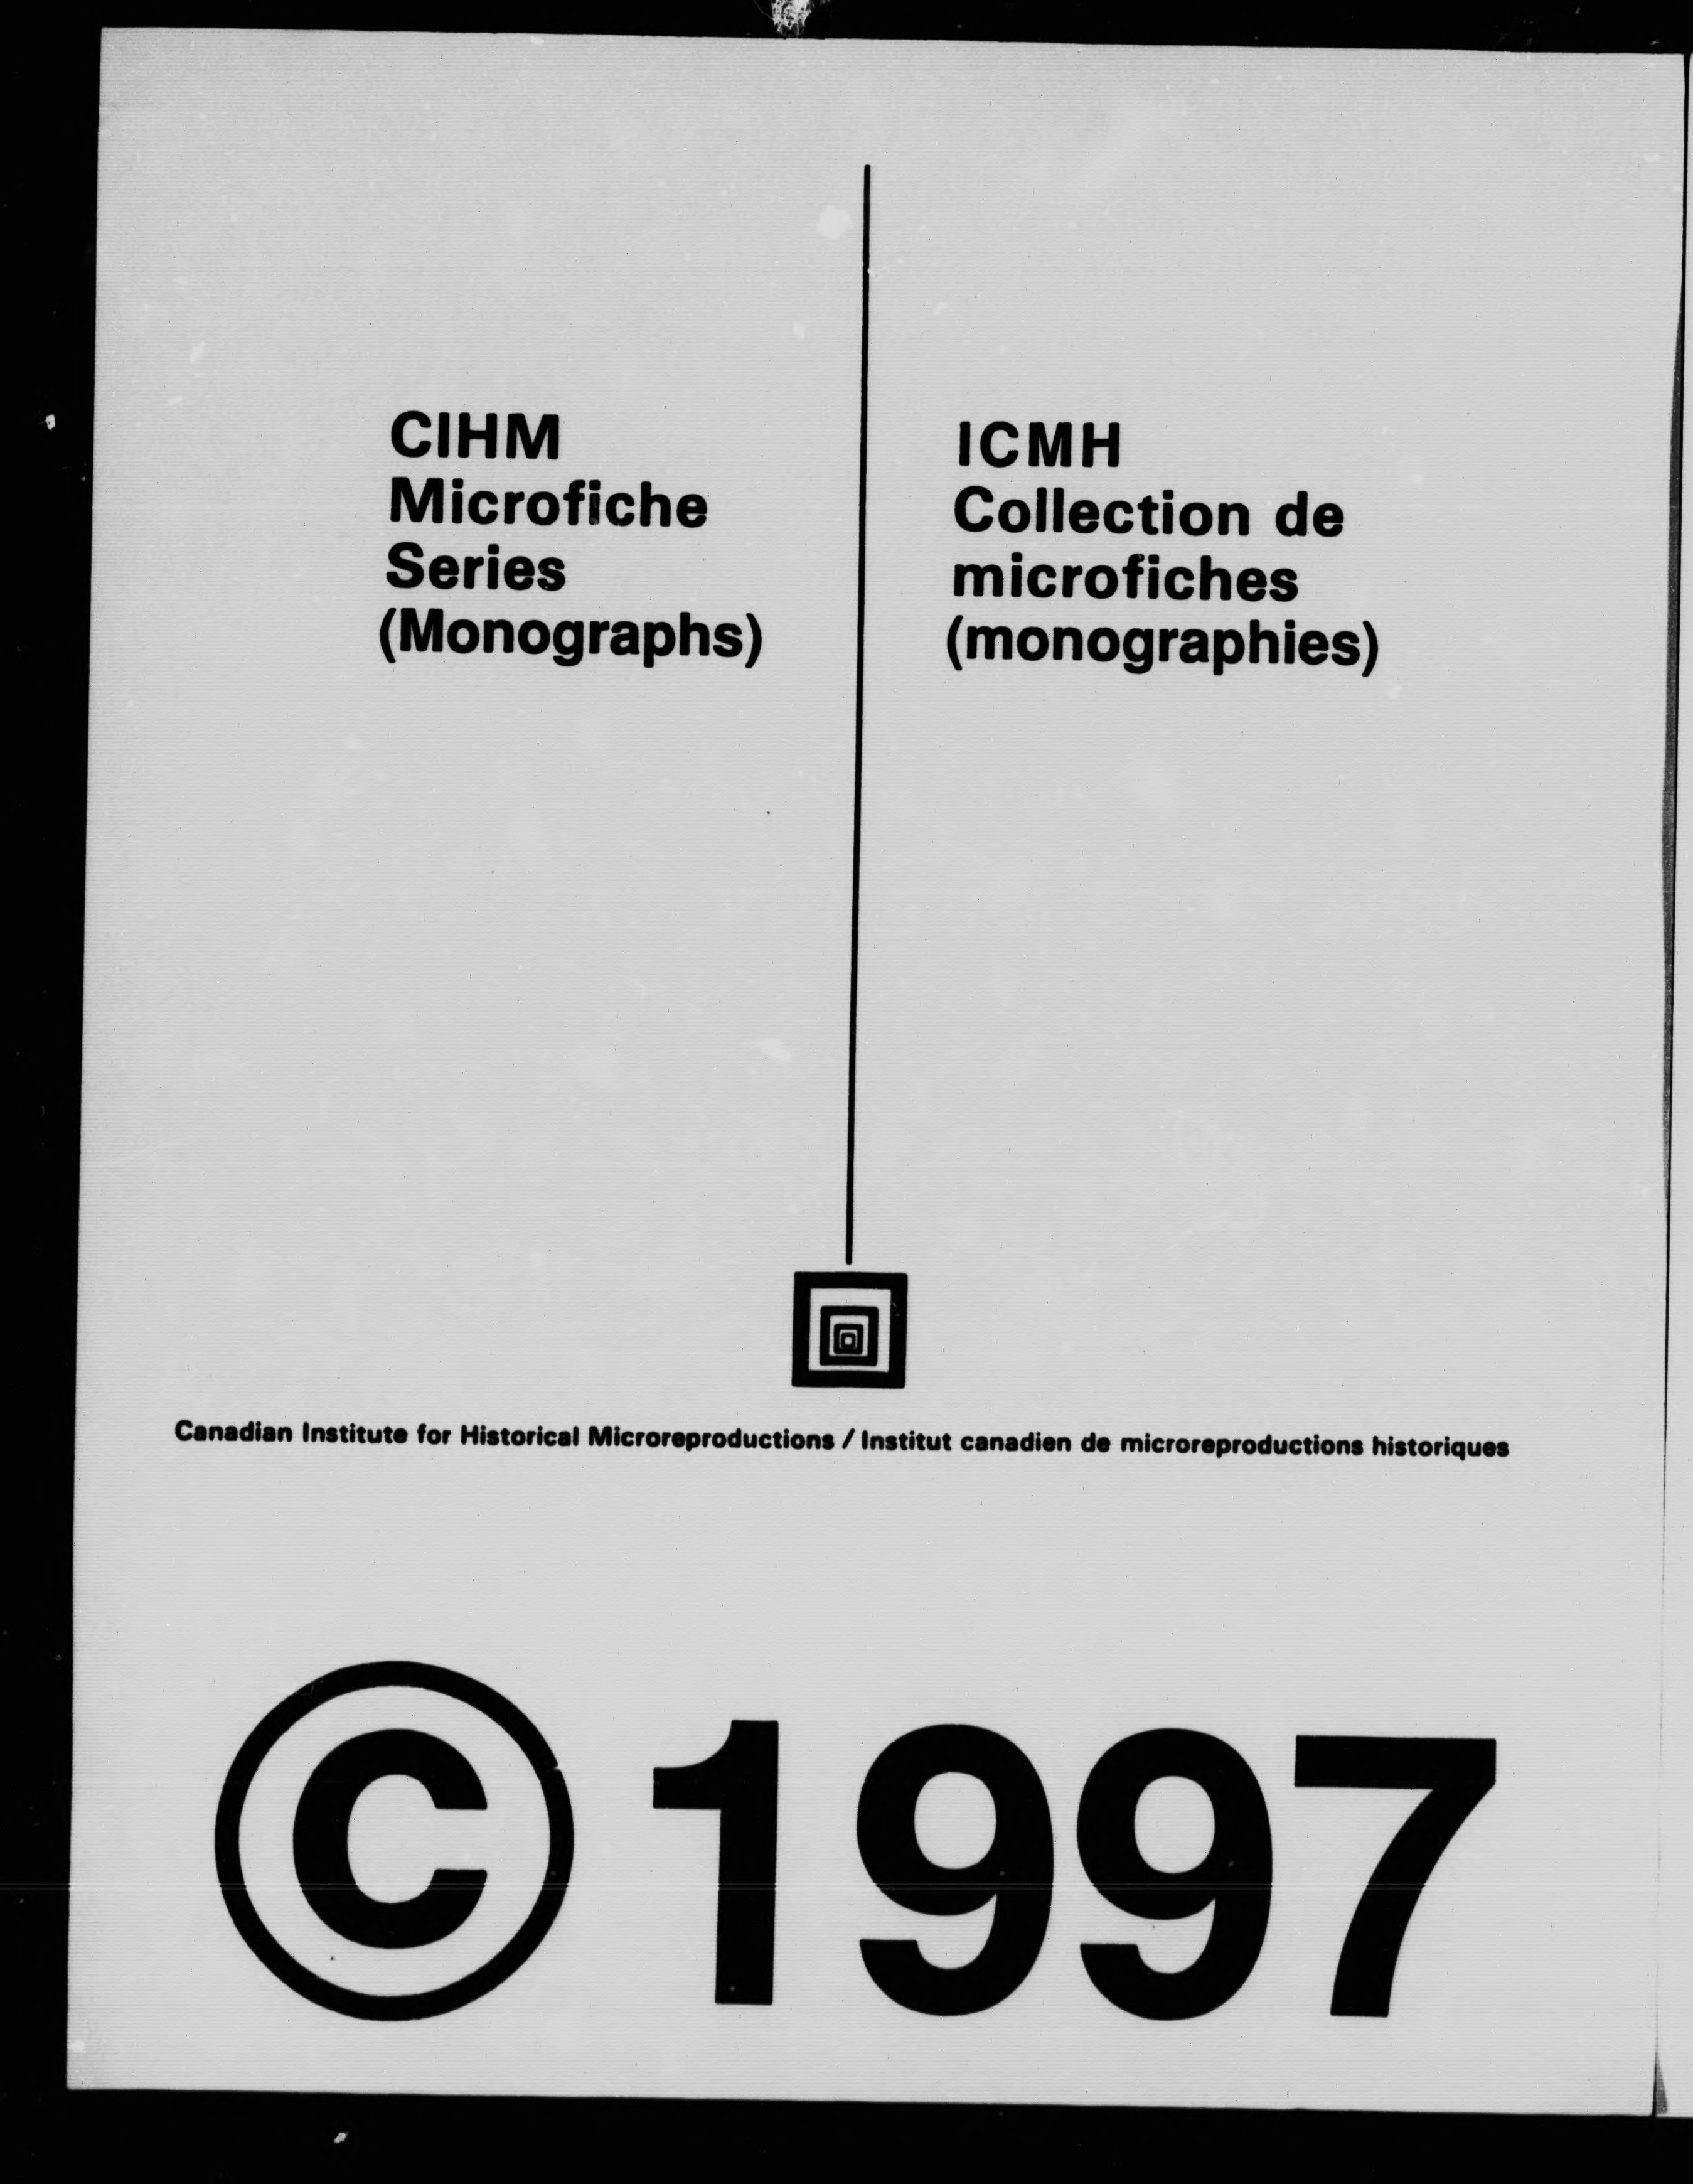 CIHM
Microfiche
Series
(Monographs)
ICMH
Collection de
microfiches
(monographies)
Canadian Institute for Historical Microreproductions / Institut canadien de microreproductions historiques
© 1997